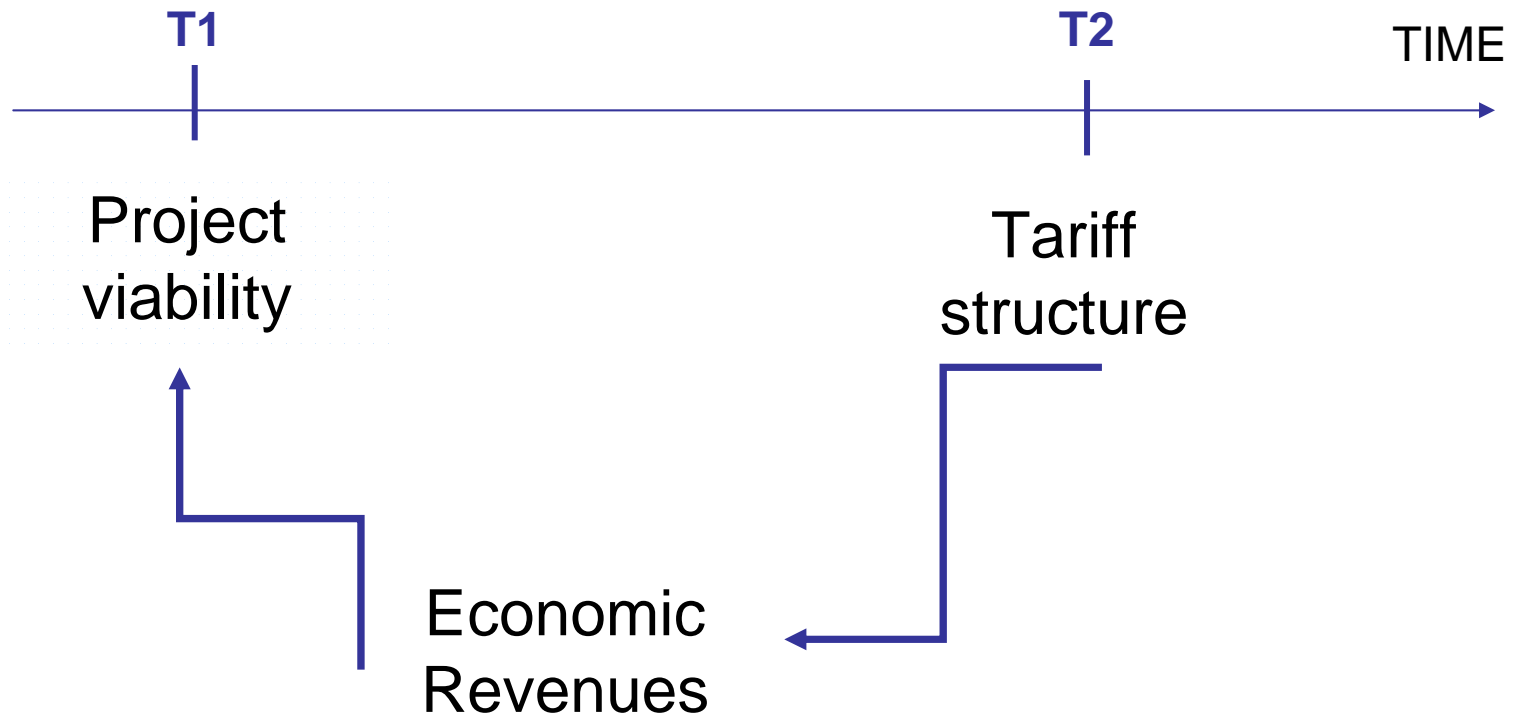 T1
T2
TIME
Project
viability
Tariff
structure
Economic
Revenues